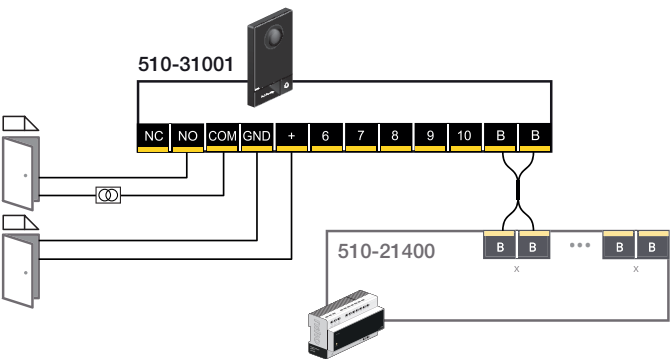 510-31001
NC NO COM GND + 6 7 8 9 10 B B
510-21400
B B ••• B B
x x